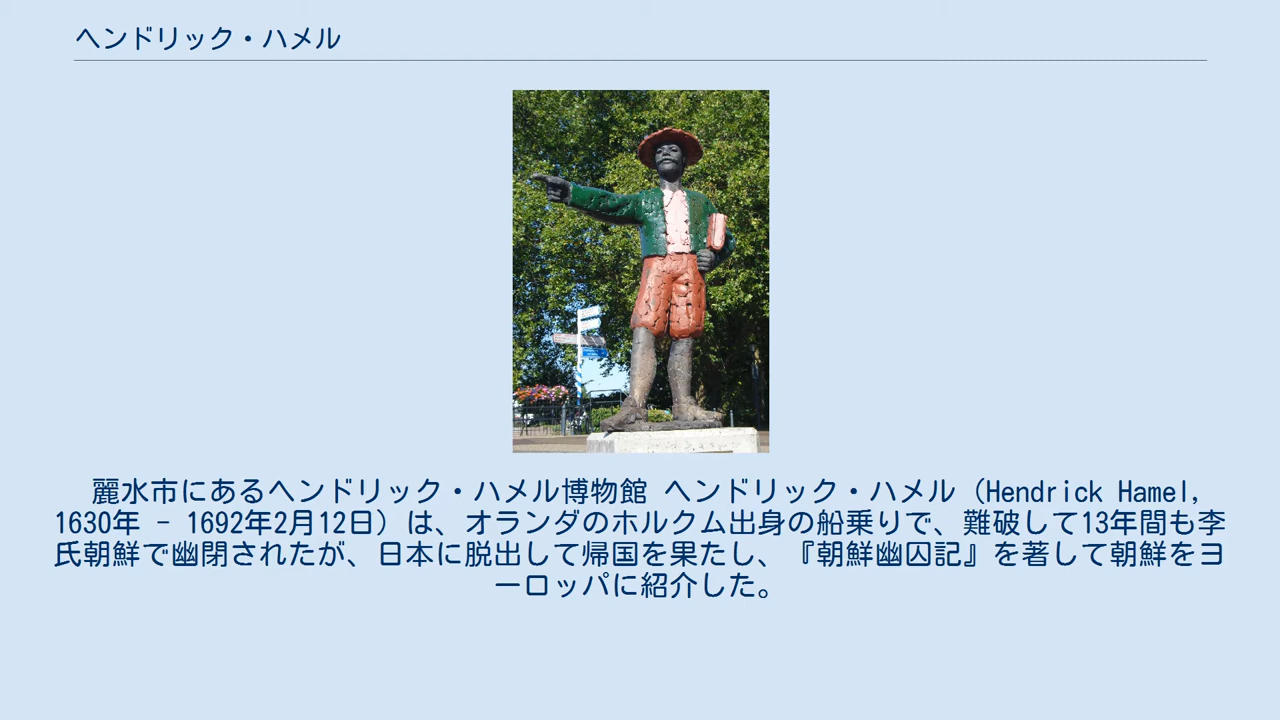 ヘンドリック・ハメル
麗水市にあるヘンドリック・ハメル博物館 ヘンドリック・ハメル（Hendrick Hamel,
1630年 - 1692年2月12日）は、オランダのホルクム出身の船乗りで、難破して13年間も李
氏朝鮮で幽閉されたが、日本に脱出して帰国を果たし、『朝鮮幽囚記』を著して朝鮮をヨ
ーロッパに紹介した。